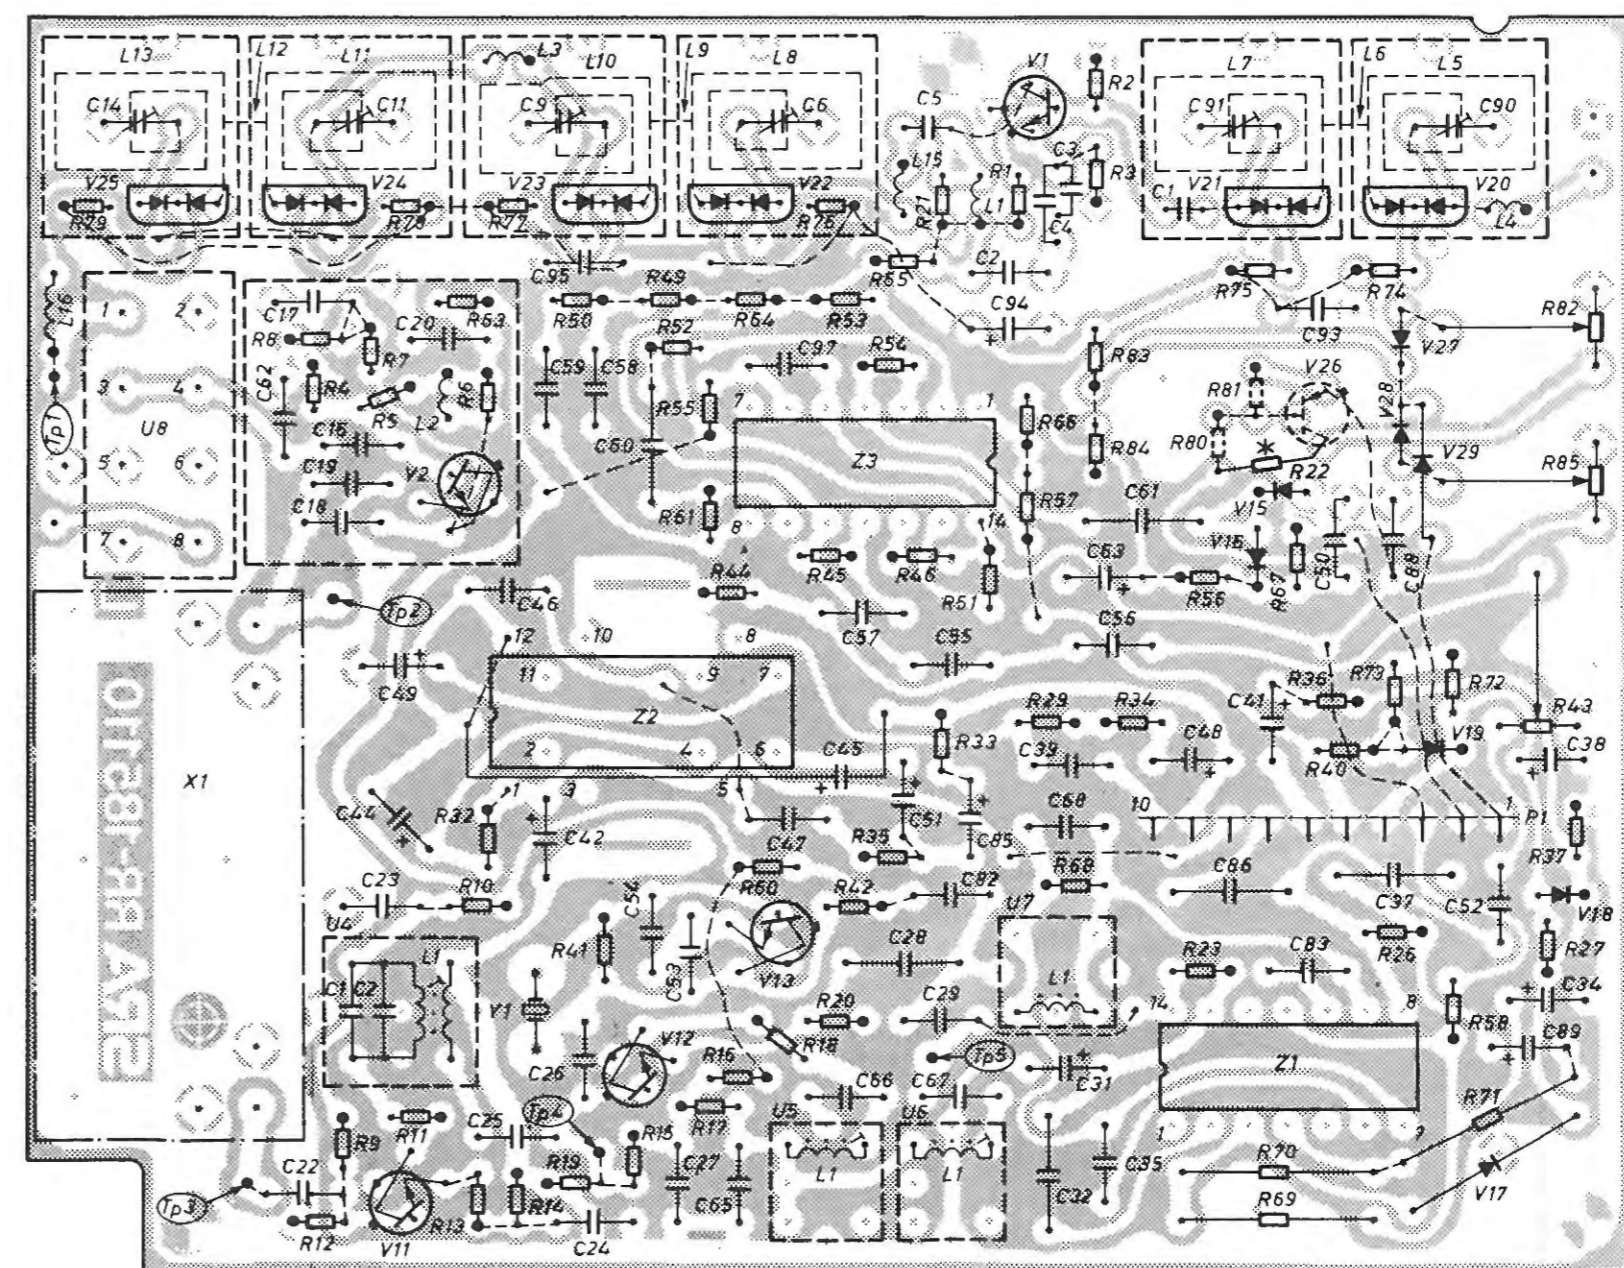 L13 L12 L11 L3 L10 L9 L8 V1 R2 L7 L6 L5
C14 C11 C9 C6 C5 C91 C90
L15 R1 C3 R3
V25 V24 V23 V22 R21 L1 C4 C1 V21 V20
R79 R78 R77 R76 L4
C95 R49 R65 C2 R75 R74
L16 1 2 C17 R63 R50 R64 R53 C94 C93 R82
R8 C20 R52 V27
R7 C59 C58 C97 R54 R83
3 4 C62 R4 R5 R6 R81 V26 V28
Tp1 U8 L2 R55 7 1 R66 R80
C16 C60 Z3 R84 V29
5 6 C19 V2 R22 R85
C18 R61 8 14 R57 C61 V15
7 8 R45 R46 V16 C50 C88
C46 R44 R51 C63 R56 R67
Tp2 12 10 8 C57 C55 C56
C49 11 9 7 C41 R36 R73 R72
Z2 R29 R34 R43
2 4 6 C45 R33 C39 C48 R40 V19 C38
X1 1 3 5 C51 C68 10 1 P1
C44 R32 C42 C47 C85 R37
R35 R68 C86
C23 R10 C54 R60 R42 C82 U7 C37 C52 V18
U4 R41 C53 V13 C28 R23 C83 R26 R27
L1 L1
C1 C2 V1 R20 C29 14 8 C34
C26 V12 R18 Tp5 R58 C89
R16 C31 Z1
C66 C67 R71
R9 R11 C25 Tp4 R17 U5 U6 1 7
R15 C27 L1 L1 C35 R70
Tp3 C22 R19 C65 C32 V17
R12 V11 R13 R14 C24 R69